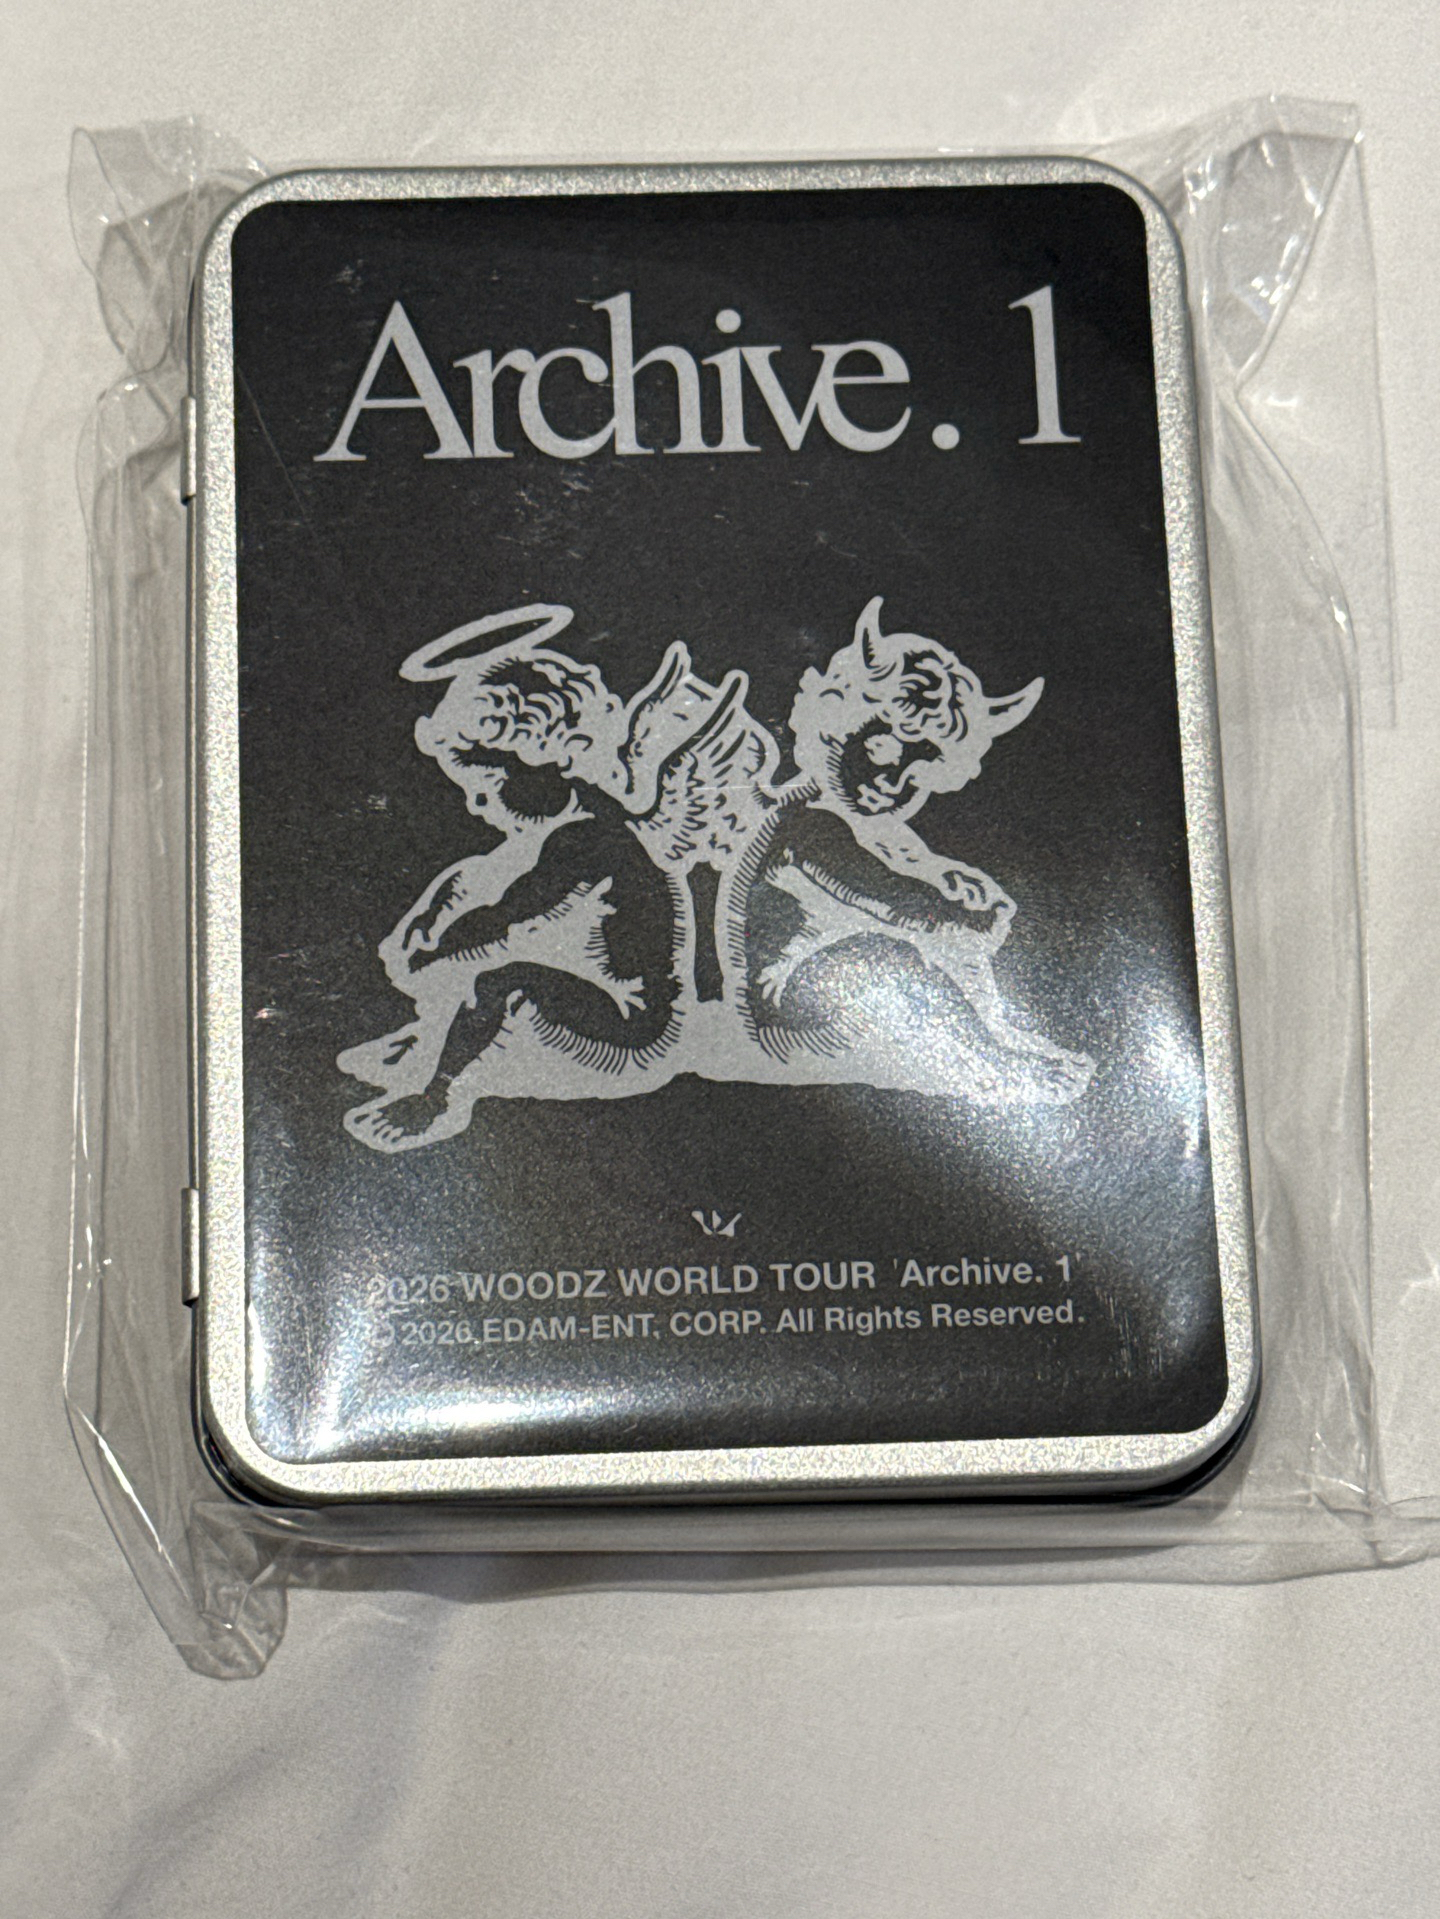 Archive. 1
2026 WOODZ WORLD TOUR 'Archive. 1'
© 2026. EDAM-ENT, CORP. All Rights Reserved.